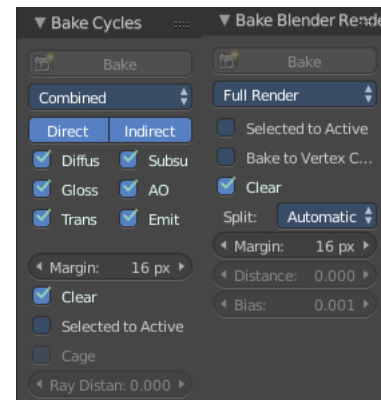 Bake Cycles
Bake
Combined
Direct Indirect
Diffus Subsu
Gloss AO
Trans Emit
Margin: 16 px
Clear
Selected to Active
Cage
Ray Distan: 0.000
Bake Blender Rende
Bake
Full Render
Selected to Active
Bake to Vertex C...
Clear
Split: Automatic
Margin: 16 px
Distance: 0.000
Bias: 0.001